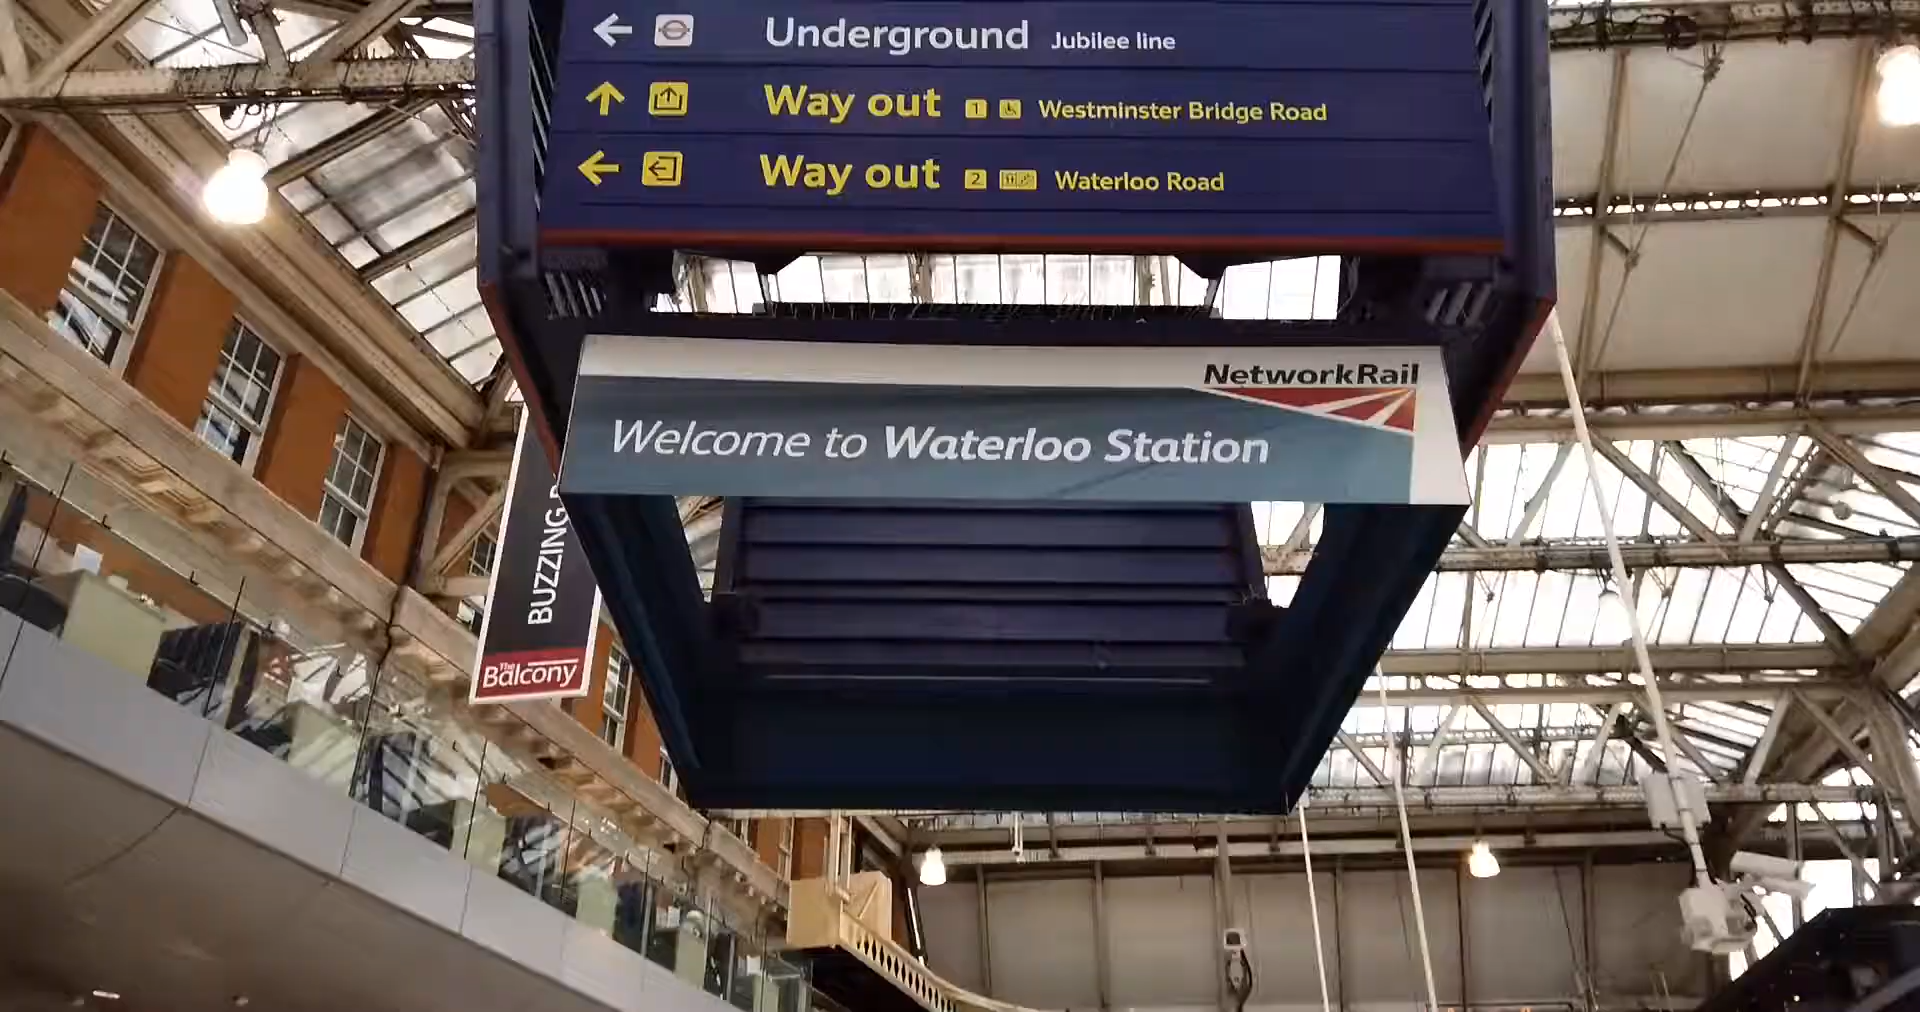 Underground Jubilee line
Way out 1 Westminster Bridge Road
Way out 2 Waterloo Road
NetworkRail
Welcome to Waterloo Station
BUZZING
The Balcony